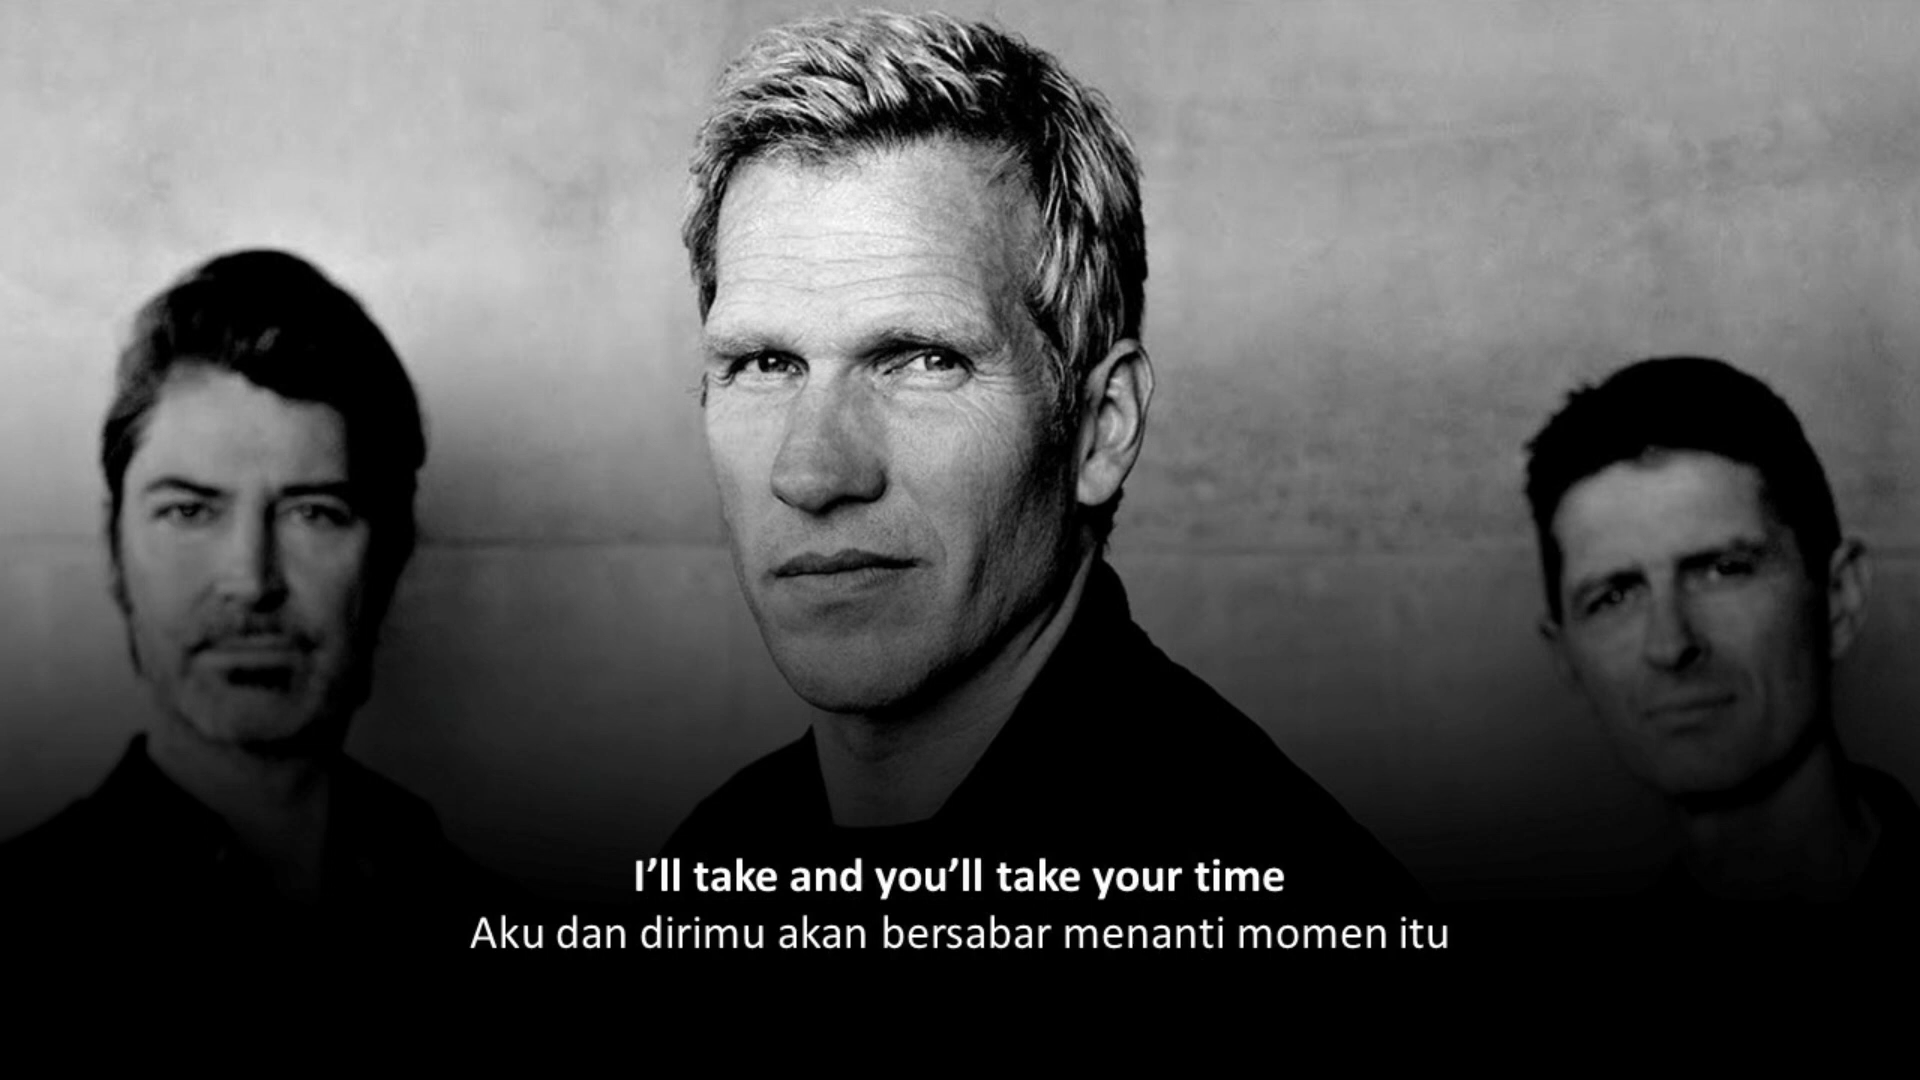 I’ll take and you’ll take your time
Aku dan dirimu akan bersabar menanti momen itu